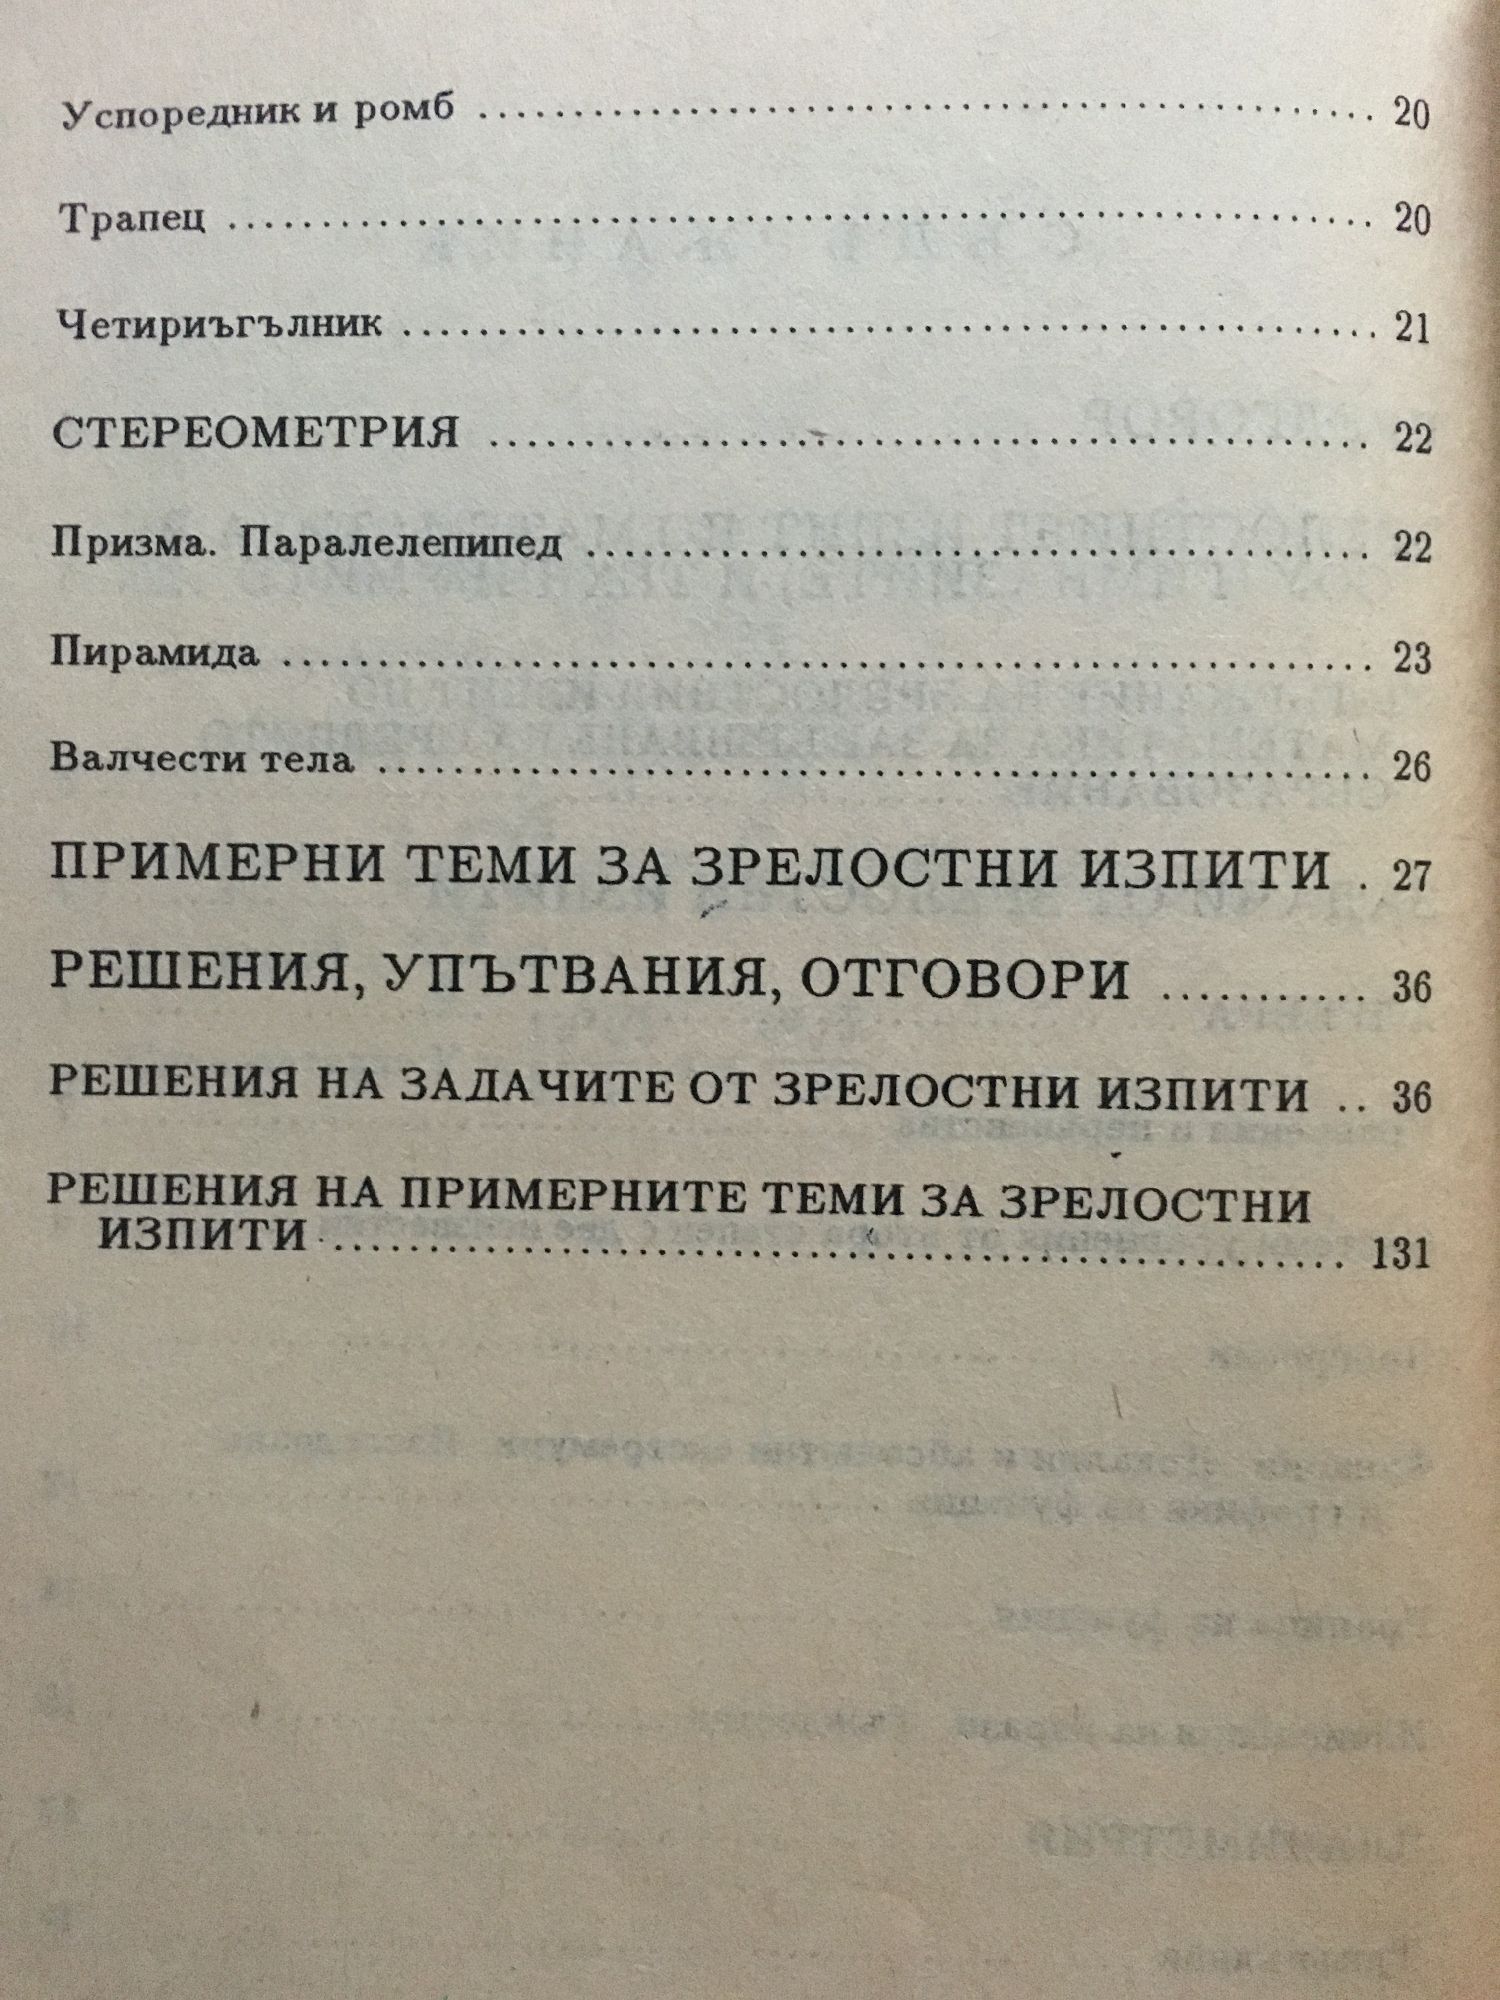 Успоредник и ромб ........................................ 20
Трапец ........................................ 20
Четириъгълник ........................................ 21
СТЕРЕОМЕТРИЯ ........................................ 22
Призма. Паралелепипед ........................................ 22
Пирамида ........................................ 23
Валчести тела ........................................ 26
ПРИМЕРНИ ТЕМИ ЗА ЗРЕЛОСТНИ ИЗПИТИ . 27
РЕШЕНИЯ, УПЪТВАНИЯ, ОТГОВОРИ ........... 36
РЕШЕНИЯ НА ЗАДАЧИТЕ ОТ ЗРЕЛОСТНИ ИЗПИТИ .. 36
РЕШЕНИЯ НА ПРИМЕРНИТЕ ТЕМИ ЗА ЗРЕЛОСТНИ
ИЗПИТИ ........................................ 131